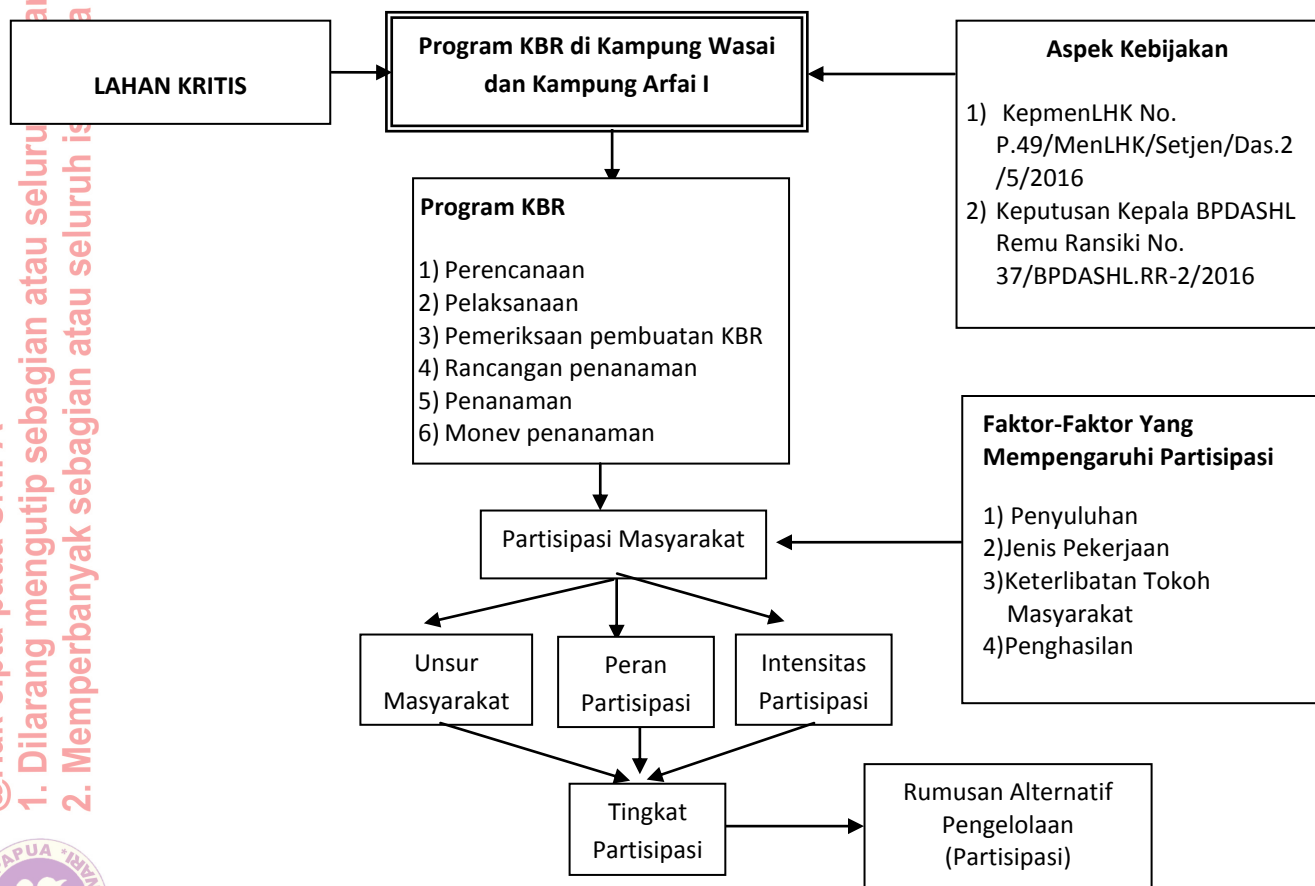 LAHAN KRITIS
Program KBR di Kampung Wasai
dan Kampung Arfai I
Aspek Kebijakan
1) KepmenLHK No.
P.49/MenLHK/Setjen/Das.2
/5/2016
2) Keputusan Kepala BPDASHL
Remu Ransiki No.
37/BPDASHL.RR-2/2016
Program KBR
1) Perencanaan
2) Pelaksanaan
3) Pemeriksaan pembuatan KBR
4) Rancangan penanaman
5) Penanaman
6) Monev penanaman
Faktor-Faktor Yang
Mempengaruhi Partisipasi
1) Penyuluhan
2)Jenis Pekerjaan
3)Keterlibatan Tokoh
Masyarakat
4)Penghasilan
Partisipasi Masyarakat
Unsur
Masyarakat
Peran
Partisipasi
Intensitas
Partisipasi
Tingkat
Partisipasi
Rumusan Alternatif
Pengelolaan
(Partisipasi)
1. Dilarang mengutip sebagian atau
2. Memperbanyak sebagian atau seluruh